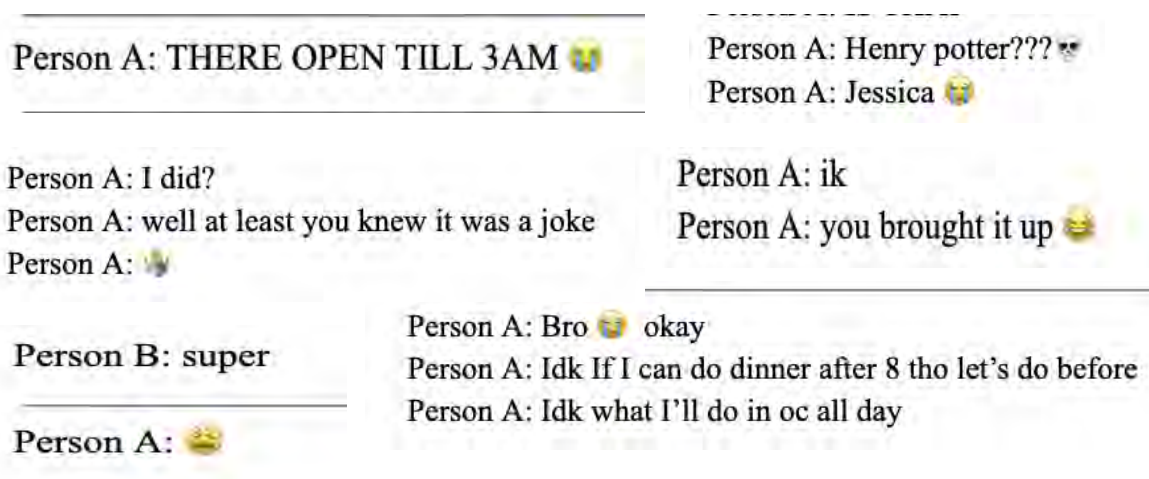 Person A: THERE OPEN TILL 3AM 😭
Person A: Henry potter???💀
Person A: Jessica 😭
Person A: I did?
Person A: well at least you knew it was a joke
Person A:
Person A: ik
Person A: you brought it up 😂
Person B: super
Person A:
Person A: Bro 😭 okay
Person A: Idk If I can do dinner after 8 tho let’s do before
Person A: Idk what I’ll do in oc all day